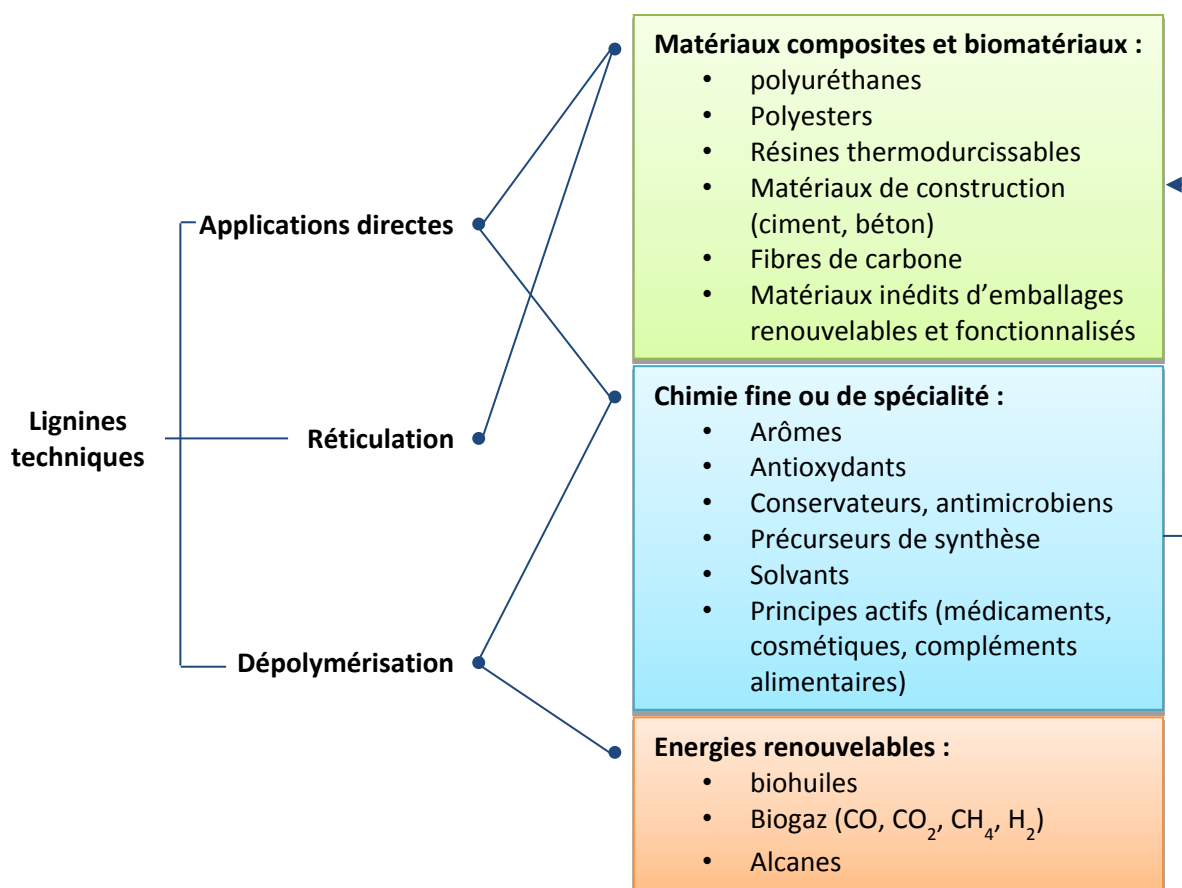 Matériaux composites et biomatériaux :
• polyuréthanes
• Polyesters
• Résines thermodurcissables
• Matériaux de construction
(ciment, béton)
• Fibres de carbone
• Matériaux inédits d’emballages
renouvelables et fonctionnalisés
Applications directes
Chimie fine ou de spécialité :
• Arômes
• Antioxydants
• Conservateurs, antimicrobiens
• Précurseurs de synthèse
• Solvants
• Principes actifs (médicaments,
cosmétiques, compléments
alimentaires)
Lignines
techniques
Réticulation
Dépolymérisation
Energies renouvelables :
• biohuiles
• Biogaz (CO, CO₂, CH₄, H₂)
• Alcanes